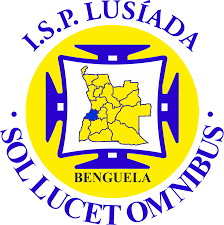 I.S.P. LUSÍADA
BENGUELA
· SOL LUCET OMNIBUS ·